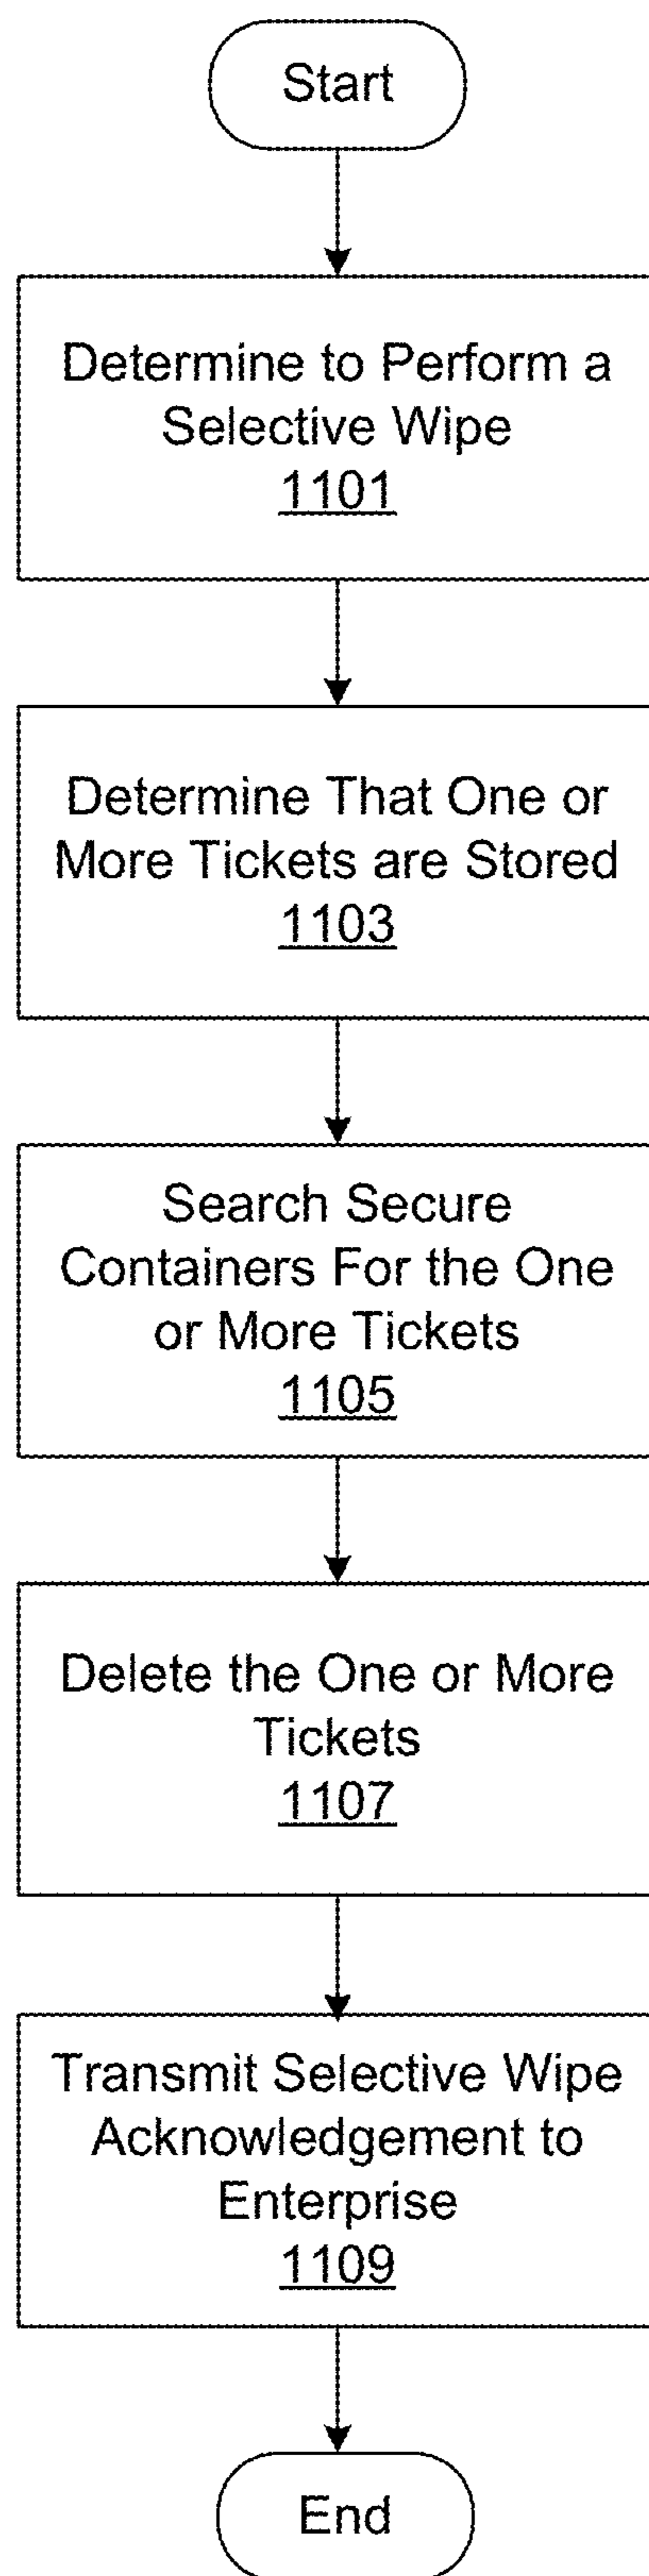 Start
Determine to Perform a
Selective Wipe
1101
Determine That One or
More Tickets are Stored
1103
Search Secure
Containers For the One
or More Tickets
1105
Delete the One or More
Tickets
1107
Transmit Selective Wipe
Acknowledgement to
Enterprise
1109
End